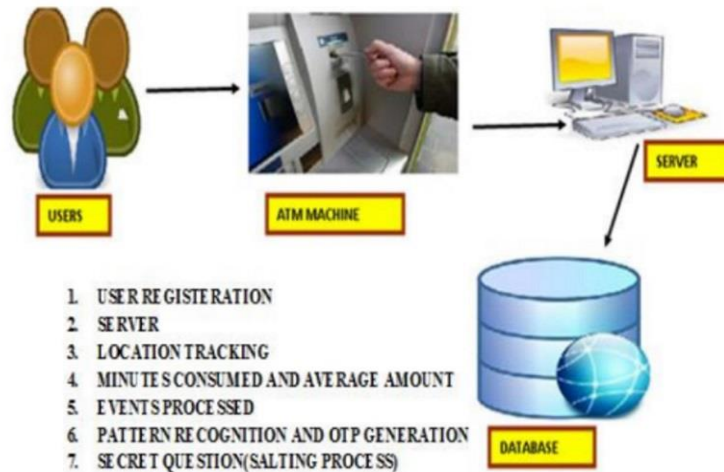 USERS
ATM MACHINE
SERVER
1. USER REGISTERATION
2. SERVER
3. LOCATION TRACKING
4. MINUTES CONSUMED AND AVERAGE AMOUNT
5. EVENTS PROCESSED
6. PATTERN RECOGNITION AND OTP GENERATION
7. SECRET QUESTION(SALTING PROCESS)
DATABASE